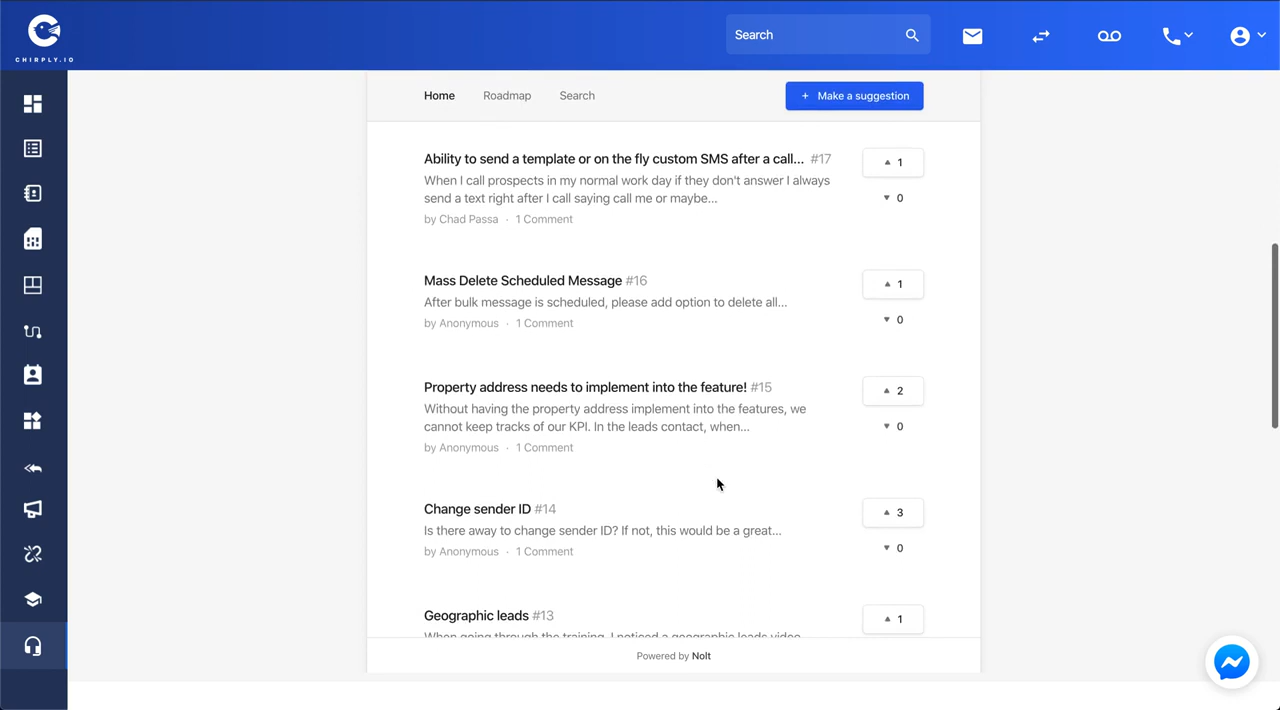 CHIRPLY.IO
Search
Home
Roadmap
Search
+ Make a suggestion
Ability to send a template or on the fly custom SMS after a call... #17
When I call prospects in my normal work day if they don't answer I always
send a text right after I call saying call me or maybe...
by Chad Passa · 1 Comment
1
0
Mass Delete Scheduled Message #16
After bulk message is scheduled, please add option to delete all...
by Anonymous · 1 Comment
1
0
Property address needs to implement into the feature! #15
Without having the property address implement into the features, we
cannot keep tracks of our KPI. In the leads contact, when...
by Anonymous · 1 Comment
2
0
Change sender ID #14
Is there away to change sender ID? If not, this would be a great...
by Anonymous · 1 Comment
3
0
Geographic leads #13
When going through the training, I noticed a geographic leads video
1
Powered by Nolt